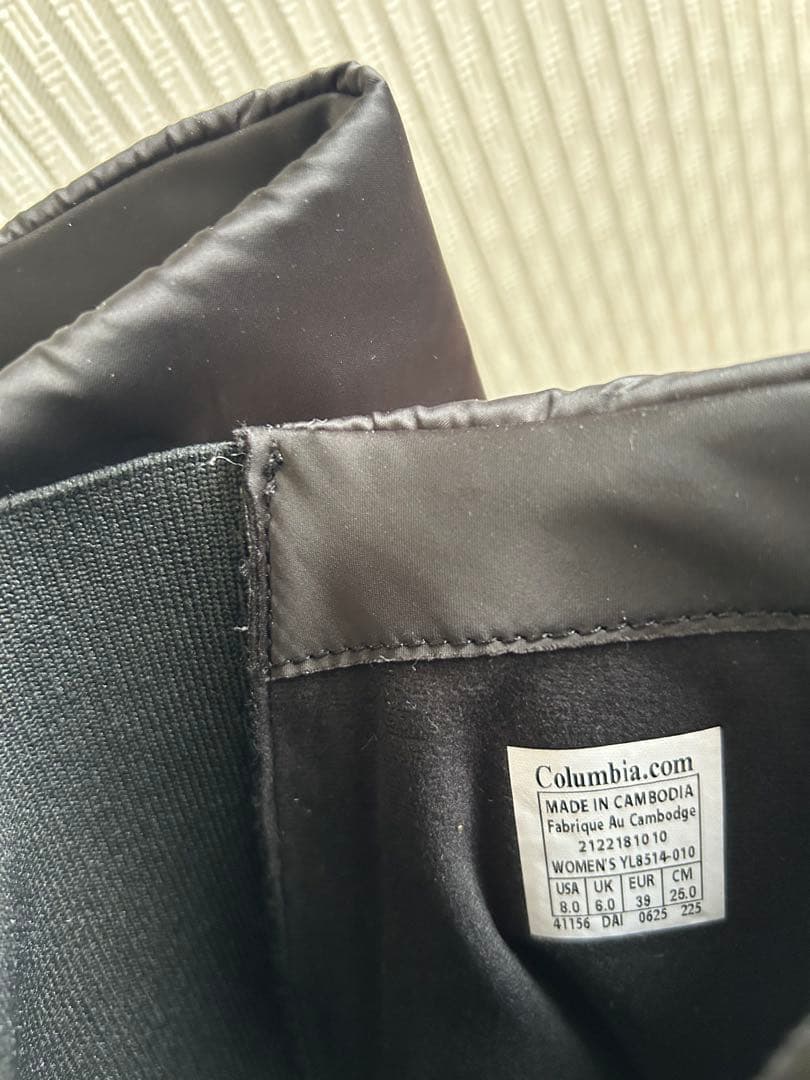 Columbia.com
MADE IN CAMBODIA
Fabrique Au Cambodge
2122181010
WOMEN'S YL8514-010
USA UK EUR CM
8.0 6.0 39 25.0
41156 DAI 0625 225